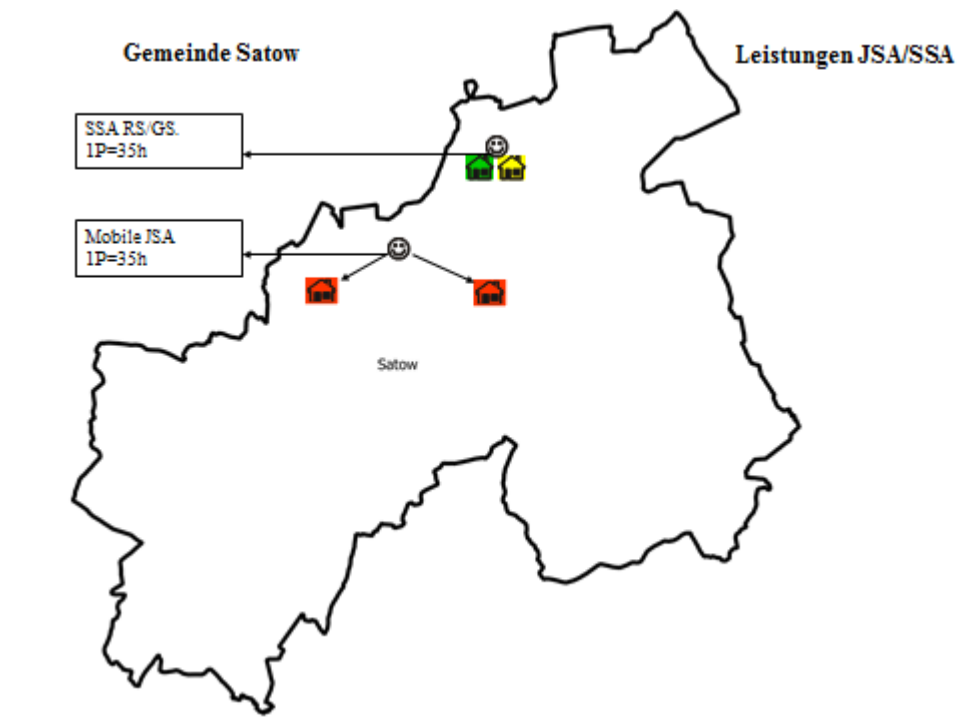 Gemeinde Satow
Leistungen JSA/SSA
SSA RS/GS.
1P=35h
Mobile JSA
1P=35h
Satow